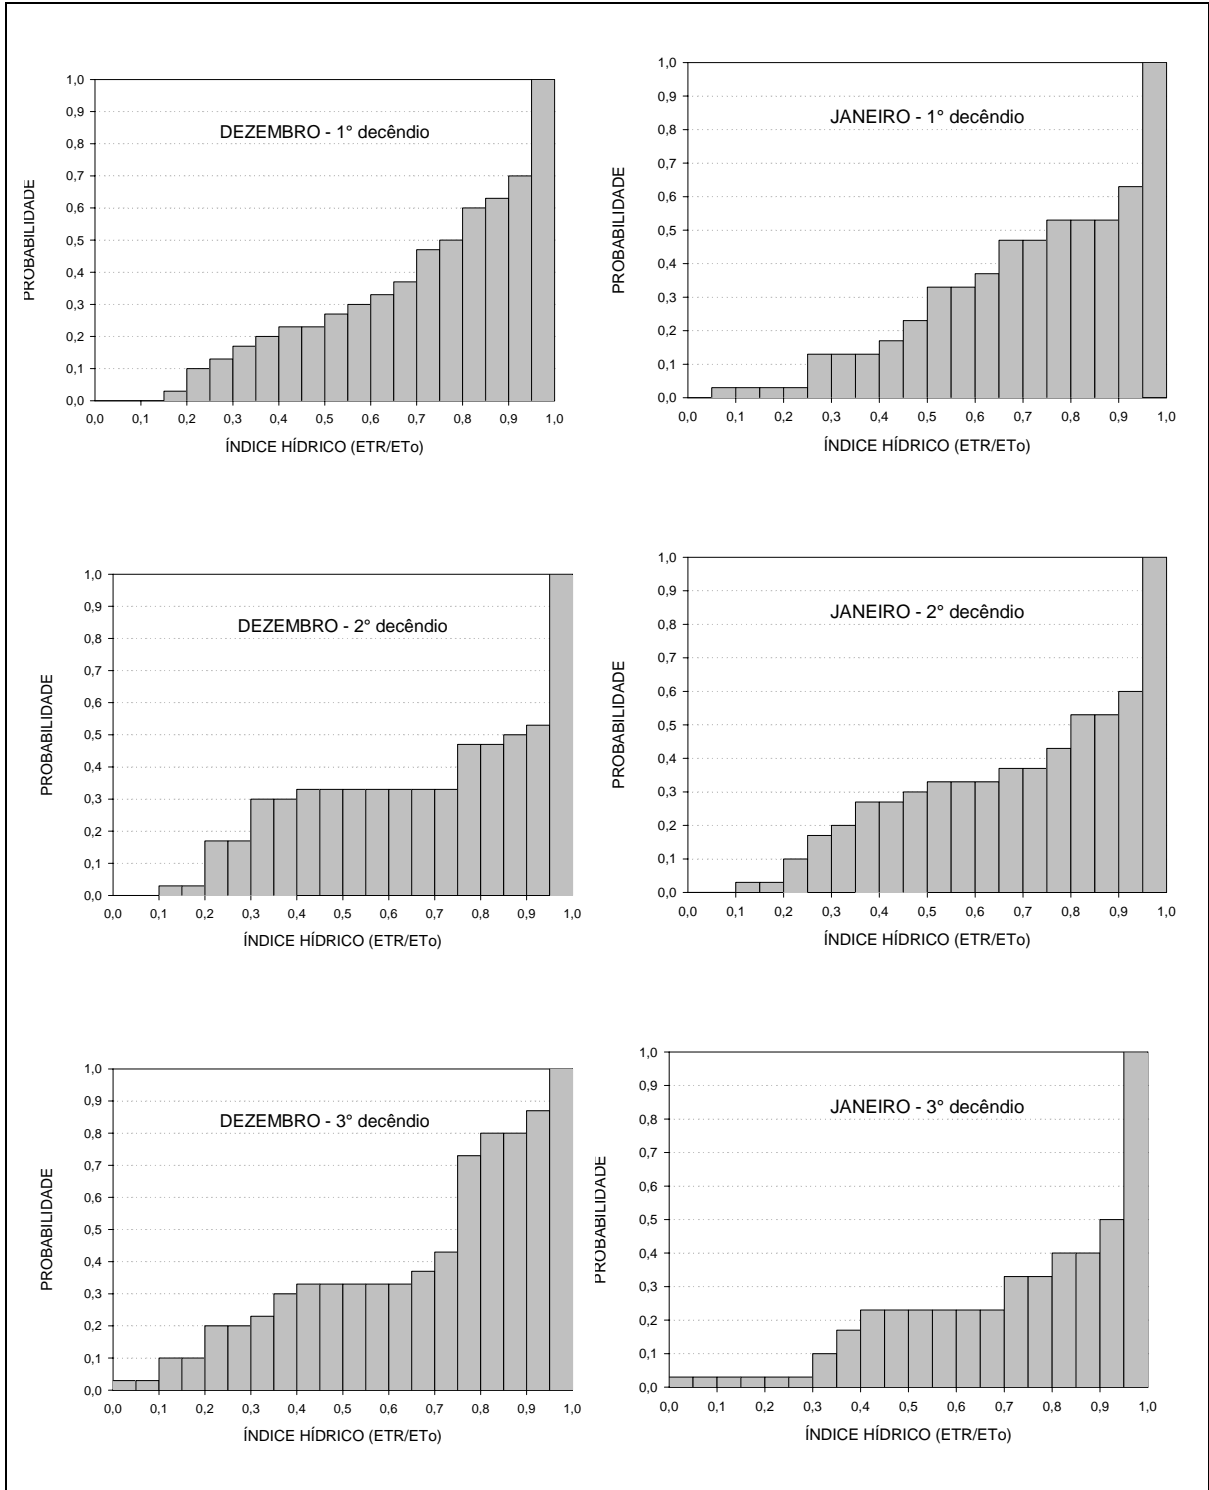 DEZEMBRO - 1° decêndio
PROBABILIDADE
1,0
0,9
0,8
0,7
0,6
0,5
0,4
0,3
0,2
0,1
0,0
0,0 0,1 0,2 0,3 0,4 0,5 0,6 0,7 0,8 0,9 1,0
ÍNDICE HÍDRICO (ETR/ETo)
JANEIRO - 1° decêndio
PROBABILIDADE
1,0
0,9
0,8
0,7
0,6
0,5
0,4
0,3
0,2
0,1
0,0
0,0 0,1 0,2 0,3 0,4 0,5 0,6 0,7 0,8 0,9 1,0
ÍNDICE HÍDRICO (ETR/ETo)
DEZEMBRO - 2° decêndio
PROBABILIDADE
1,0
0,9
0,8
0,7
0,6
0,5
0,4
0,3
0,2
0,1
0,0
0,0 0,1 0,2 0,3 0,4 0,5 0,6 0,7 0,8 0,9 1,0
ÍNDICE HÍDRICO (ETR/ETo)
JANEIRO - 2° decêndio
PROBABILIDADE
1,0
0,9
0,8
0,7
0,6
0,5
0,4
0,3
0,2
0,1
0,0
0,0 0,1 0,2 0,3 0,4 0,5 0,6 0,7 0,8 0,9 1,0
ÍNDICE HÍDRICO (ETR/ETo)
DEZEMBRO - 3° decêndio
PROBABILIDADE
1,0
0,9
0,8
0,7
0,6
0,5
0,4
0,3
0,2
0,1
0,0
0,0 0,1 0,2 0,3 0,4 0,5 0,6 0,7 0,8 0,9 1,0
ÍNDICE HÍDRICO (ETR/ETo)
JANEIRO - 3° decêndio
PROBABILIDADE
1,0
0,9
0,8
0,7
0,6
0,5
0,4
0,3
0,2
0,1
0,0
0,0 0,1 0,2 0,3 0,4 0,5 0,6 0,7 0,8 0,9 1,0
ÍNDICE HÍDRICO (ETR/ETo)